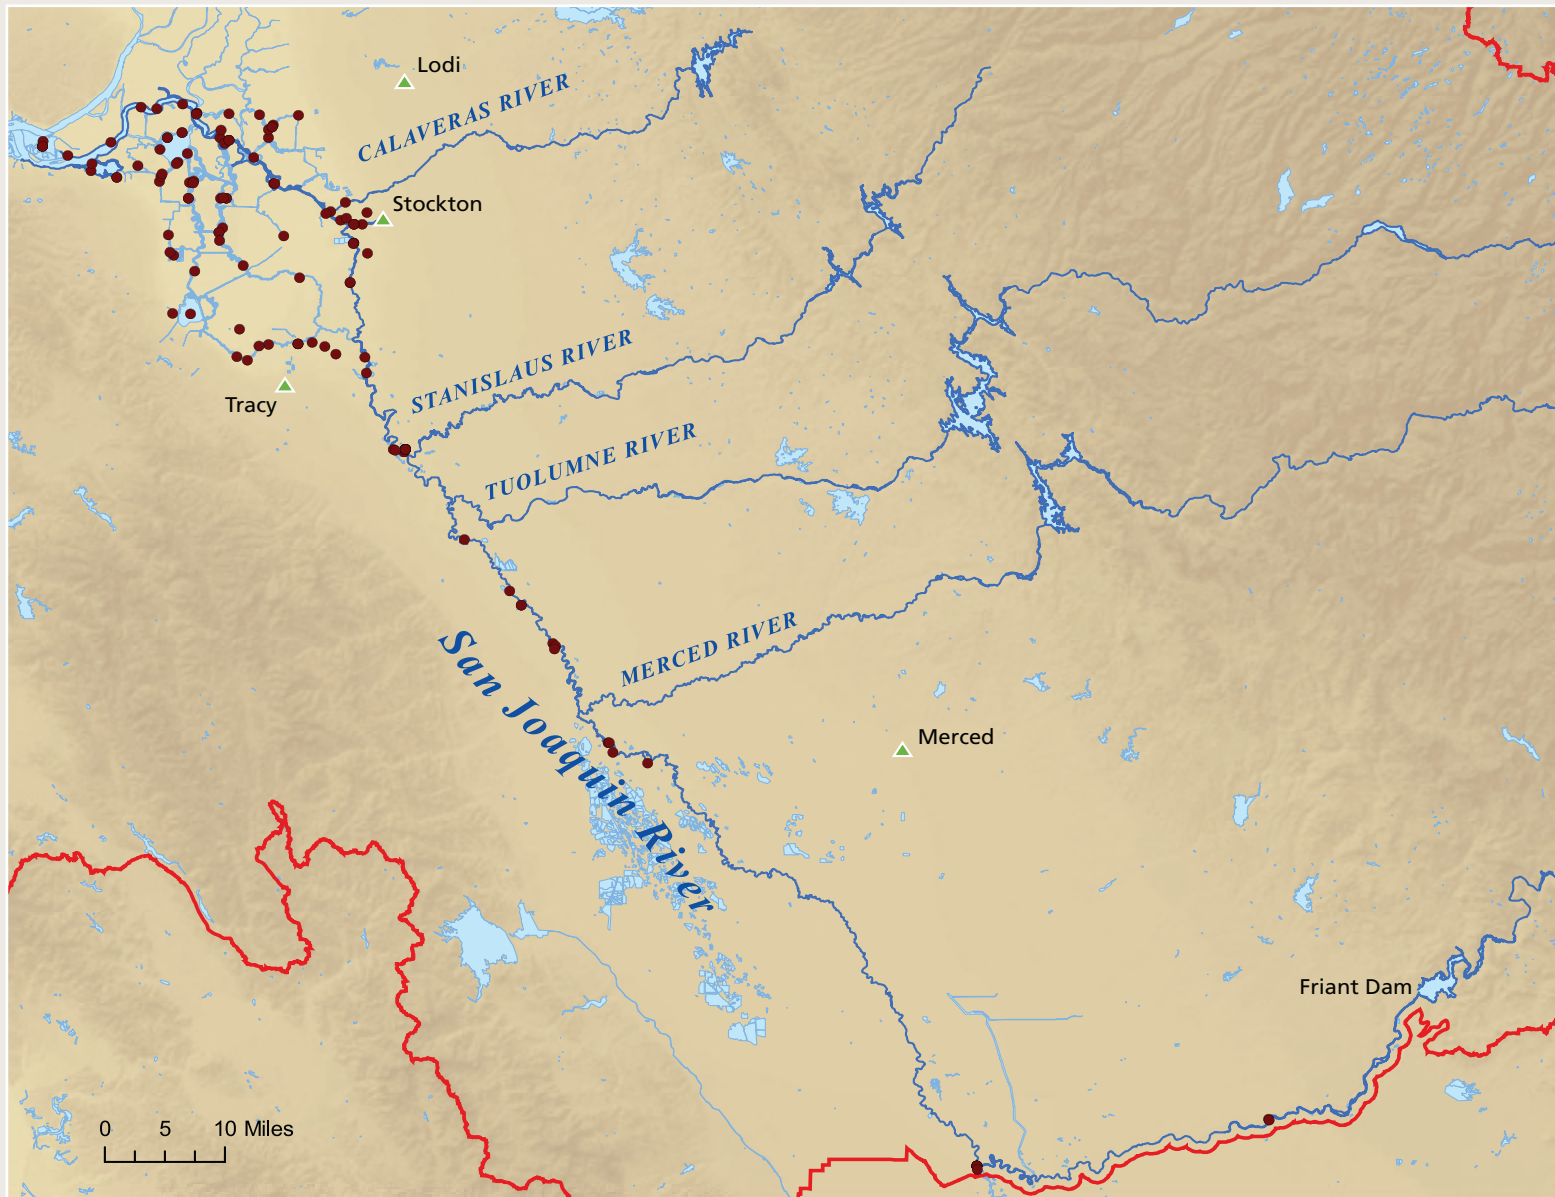 Lodi
CALAVERAS RIVER
Stockton
STANISLAUS RIVER
Tracy
TUOLUMNE RIVER
MERCED RIVER
San Joaquin River
Merced
Friant Dam
0 5 10 Miles